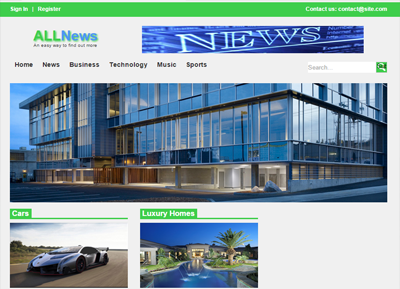 Sign In | Register
Contact us: contact@site.com
ALLNews
An easy way to find out more
NEWS
Home News Business Technology Music Sports
Search...
Cars
Luxury Homes